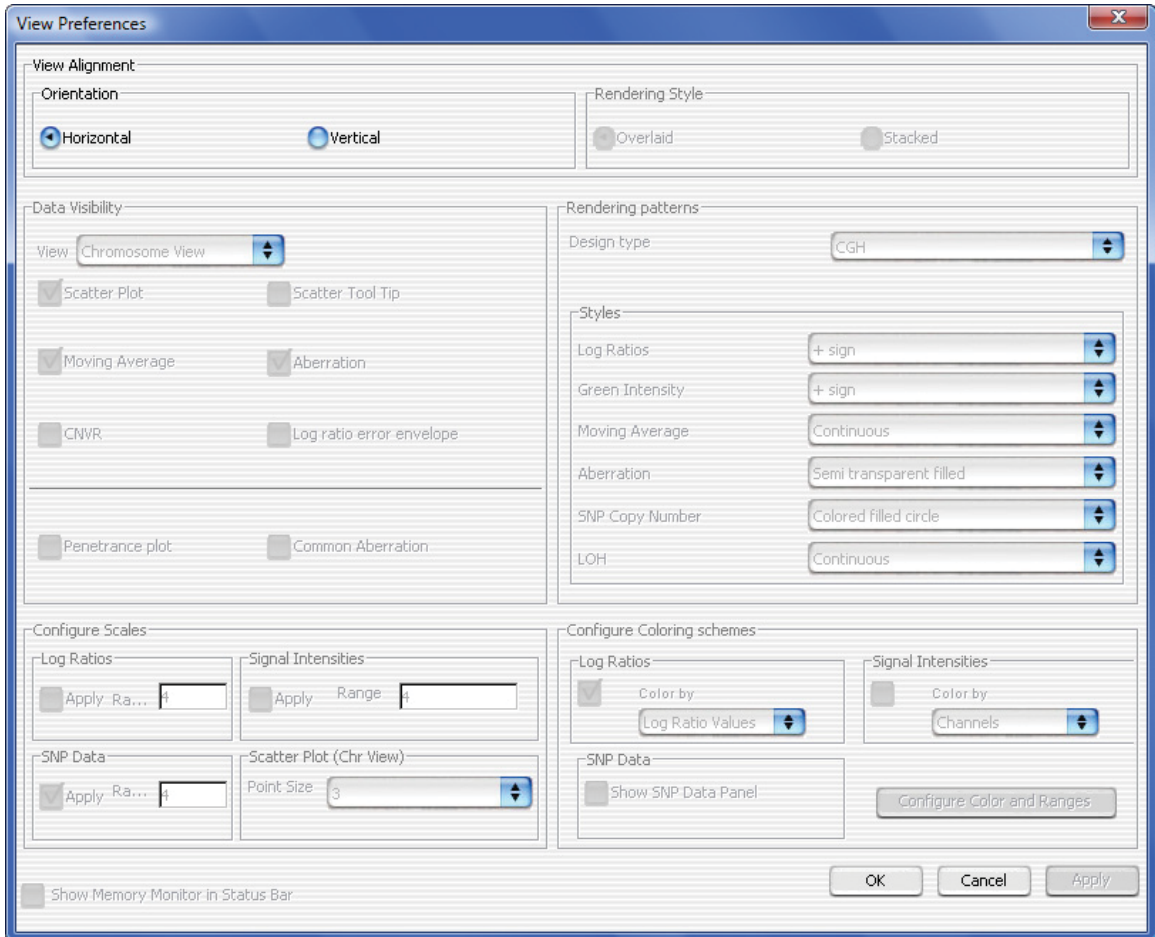 View Preferences
View Alignment
Orientation
Horizontal
Vertical
Rendering Style
Overlaid
Stacked
Data Visibility
View Chromosome View
Scatter Plot
Scatter Tool Tip
Moving Average
Aberration
CNVR
Log ratio error envelope
Penetrance plot
Common Aberration
Rendering patterns
Design type CGH
Styles
Log Ratios + sign
Green Intensity + sign
Moving Average Continuous
Aberration Semi transparent filled
SNP Copy Number Colored filled circle
LOH Continuous
Configure Scales
Log Ratios
Apply Ra... 4
Signal Intensities
Apply Range 4
SNP Data
Apply Ra... 4
Scatter Plot (Chr View)
Point Size 3
Configure Coloring schemes
Log Ratios
Color by
Log Ratio Values
Signal Intensities
Color by
Channels
SNP Data
Show SNP Data Panel
Configure Color and Ranges
Show Memory Monitor in Status Bar
OK
Cancel
Apply